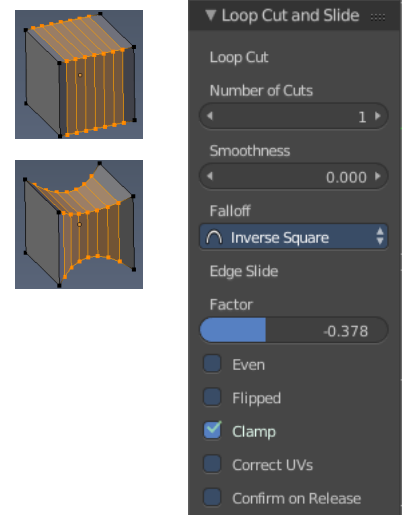 Loop Cut and Slide
Loop Cut
Number of Cuts
1
Smoothness
0.000
Falloff
Inverse Square
Edge Slide
Factor
-0.378
Even
Flipped
Clamp
Correct UVs
Confirm on Release